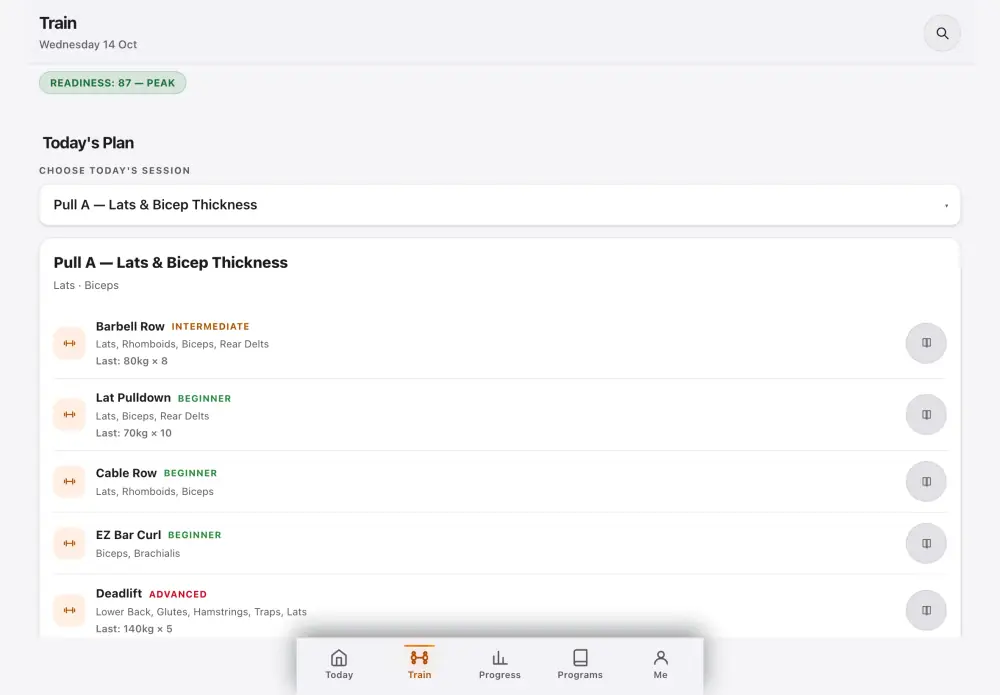 Train
Wednesday 14 Oct
READINESS: 87 — PEAK
Today's Plan
CHOOSE TODAY'S SESSION
Pull A — Lats & Bicep Thickness
Pull A — Lats & Bicep Thickness
Lats · Biceps
Barbell Row INTERMEDIATE
Lats, Rhomboids, Biceps, Rear Delts
Last: 80kg × 8
Lat Pulldown BEGINNER
Lats, Biceps, Rear Delts
Last: 70kg × 10
Cable Row BEGINNER
Lats, Rhomboids, Biceps
EZ Bar Curl BEGINNER
Biceps, Brachialis
Deadlift ADVANCED
Lower Back, Glutes, Hamstrings, Traps, Lats
Last: 140kg × 5
Today Train Progress Programs Me